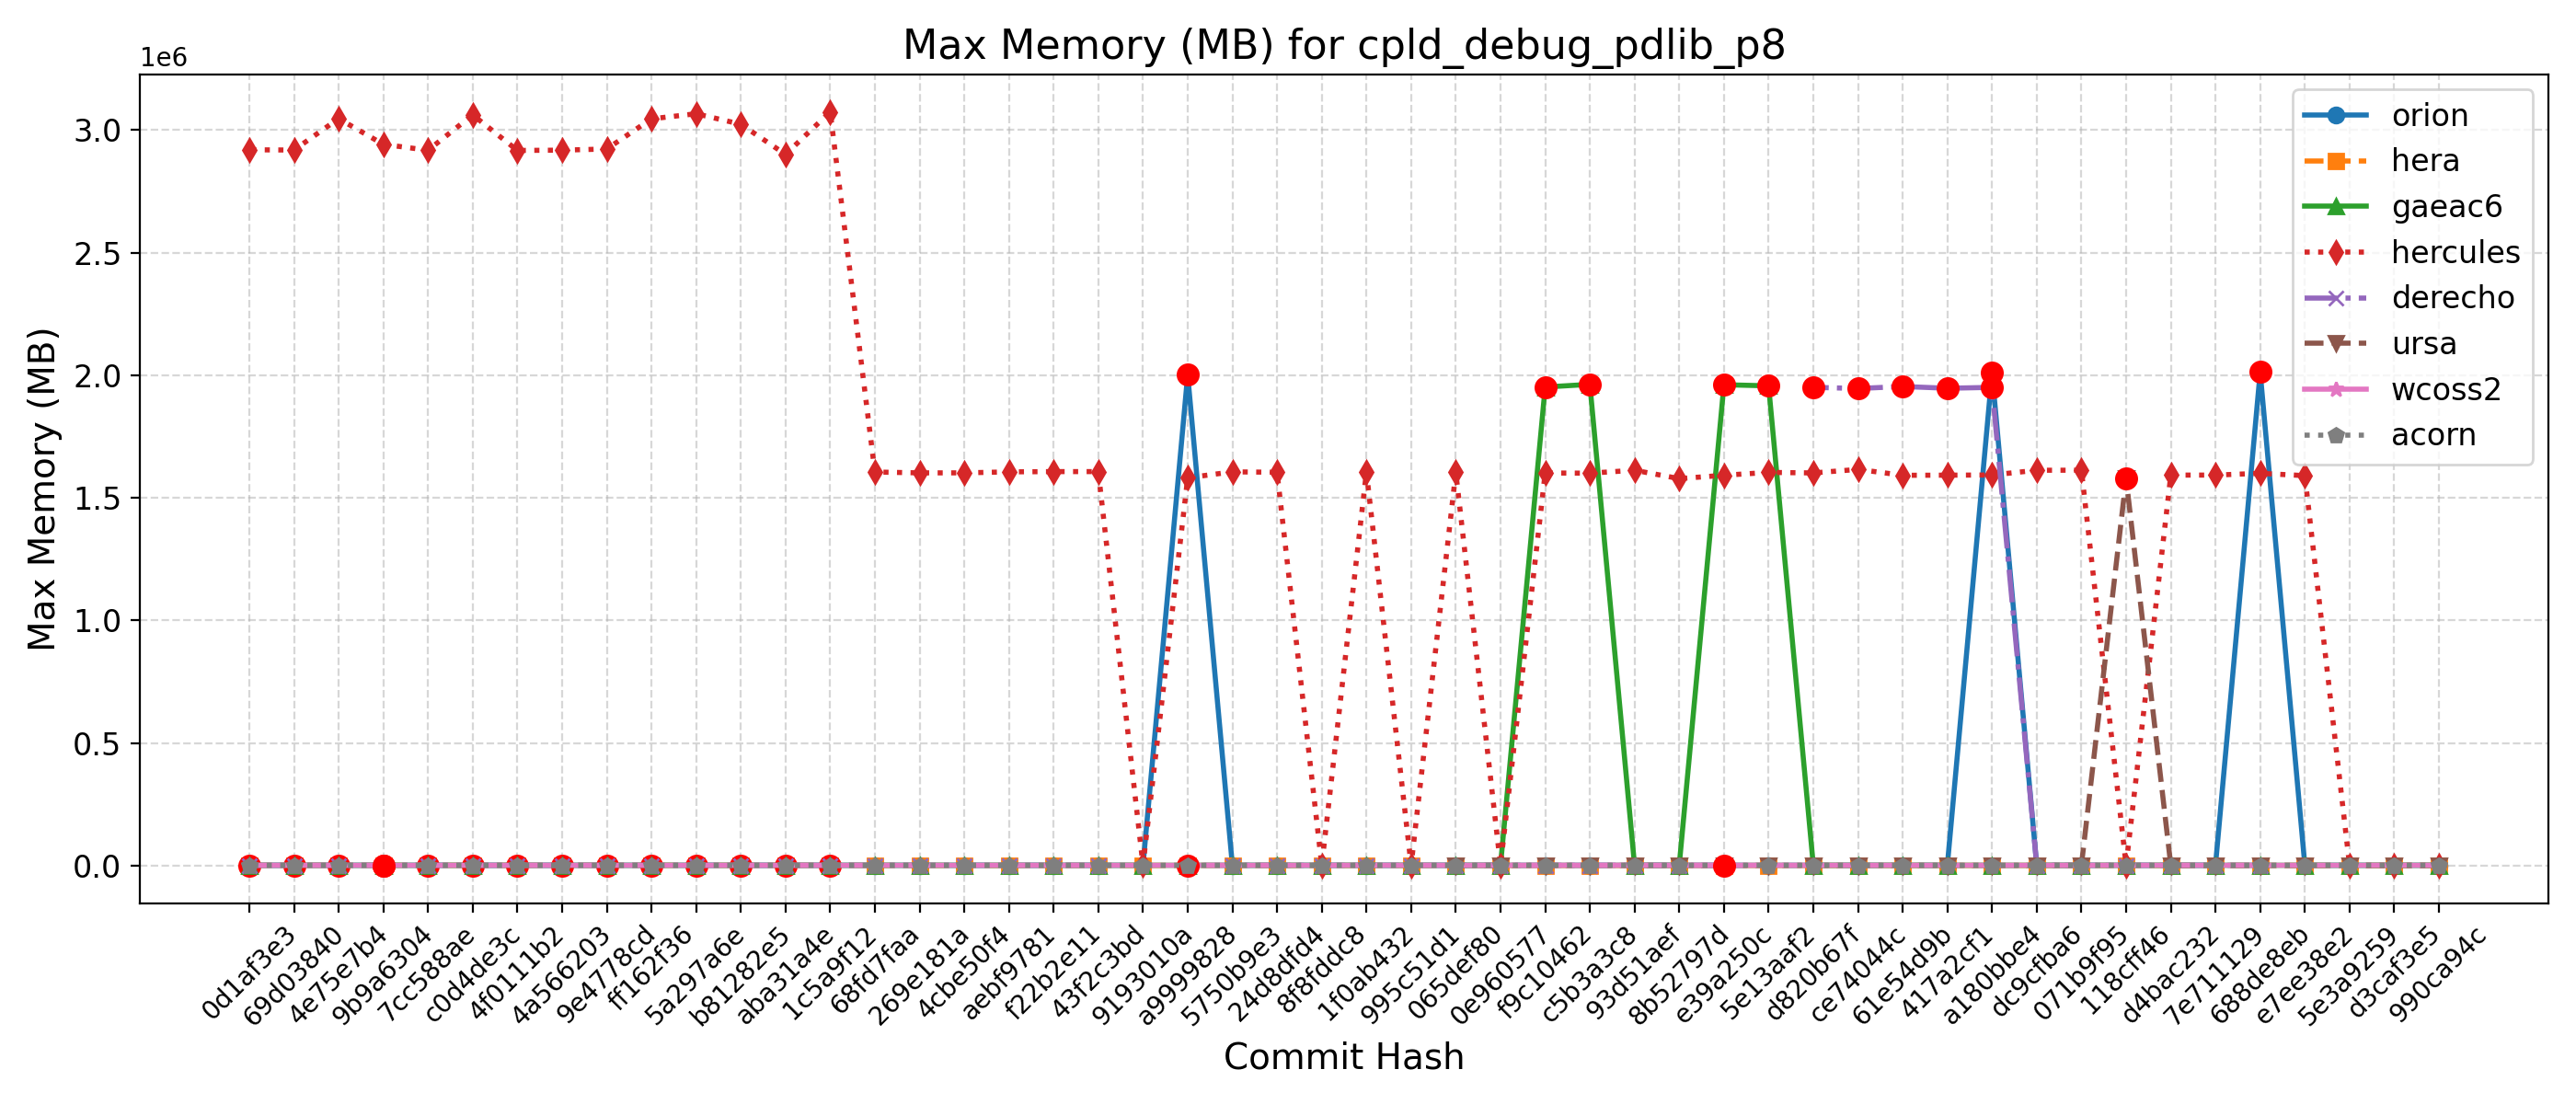 Max Memory (MB) for cpld_debug_pdlib_p8
1e6
3.0
2.5
2.0
1.5
1.0
0.5
0.0
Max Memory (MB)
orion
hera
gaeac6
hercules
derecho
ursa
wcoss2
acorn
0d1af3e3
69d03840
4e75e7b4
9b9a6304
7cc588ae
c0d4de3c
4f0111b2
4a566203
9e4778cd
ff162f36
5a297a6e
b81282e5
aba31a4e
1c5a9f12
68fd7faa
269e181a
4cbe50f4
aebf9781
f22b2e11
43f2c3bd
9193010a
a9999828
5750b9e3
24d8dfd4
8f8fddc8
1f0ab432
995c51d1
065def80
0e960577
f9c10462
c5b3a3c8
93d51aef
8b52797d
e39a250c
5e13aaf2
d820b67f
ce74044c
61e54d9b
417a2cf1
a180bbe4
dc9cfba6
071b9f95
118cff46
d4bac232
7e711129
688de8eb
e7ee38e2
5e3a9259
d3caf3e5
990ca94c
Commit Hash